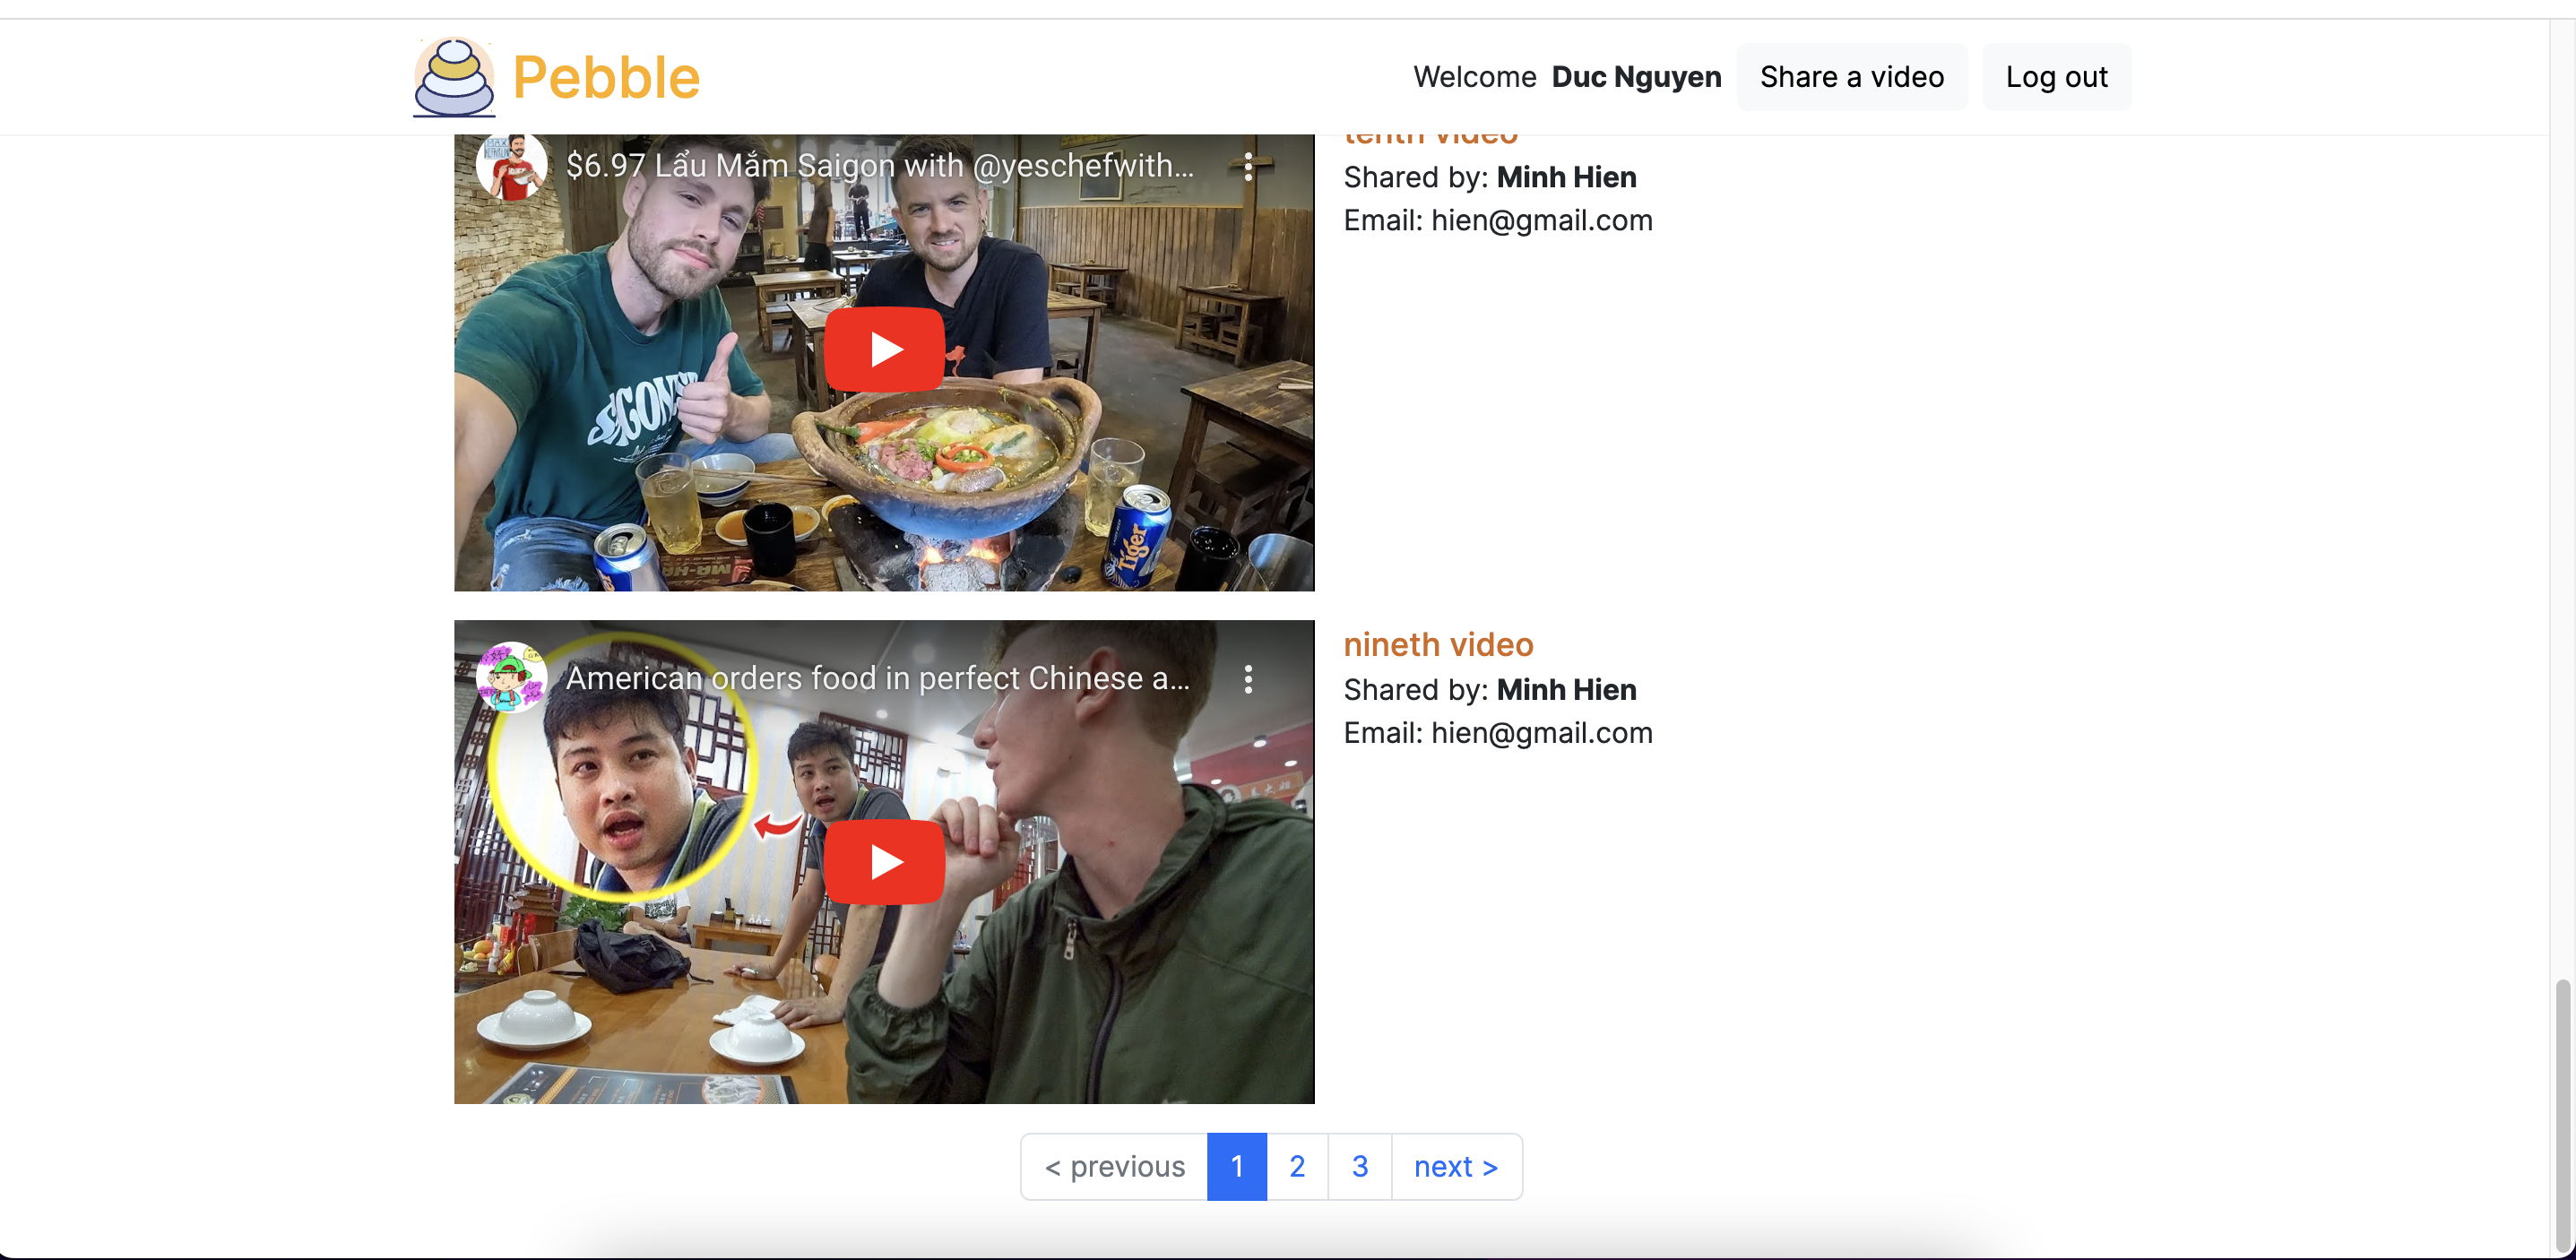 Pebble
Welcome Duc Nguyen
Share a video
Log out
tenth video
Shared by: Minh Hien
Email: hien@gmail.com
$6.97 Lẩu Mắm Saigon with @yeschefwith...
Tiger
nineth video
Shared by: Minh Hien
Email: hien@gmail.com
American orders food in perfect Chinese a...
< previous
1
2
3
next >